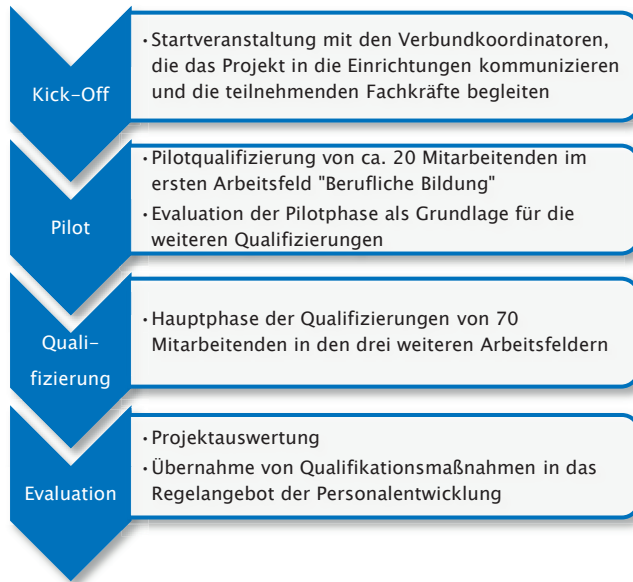 Kick-Off
· Startveranstaltung mit den Verbundkoordinatoren,
die das Projekt in die Einrichtungen kommunizieren
und die teilnehmenden Fachkräfte begleiten
Pilot
· Pilotqualifizierung von ca. 20 Mitarbeitenden im
ersten Arbeitsfeld "Berufliche Bildung"
· Evaluation der Pilotphase als Grundlage für die
weiteren Qualifizierungen
Quali-
fizierung
· Hauptphase der Qualifizierungen von 70
Mitarbeitenden in den drei weiteren Arbeitsfeldern
Evaluation
· Projektauswertung
· Übernahme von Qualifikationsmaßnahmen in das
Regelangebot der Personalentwicklung